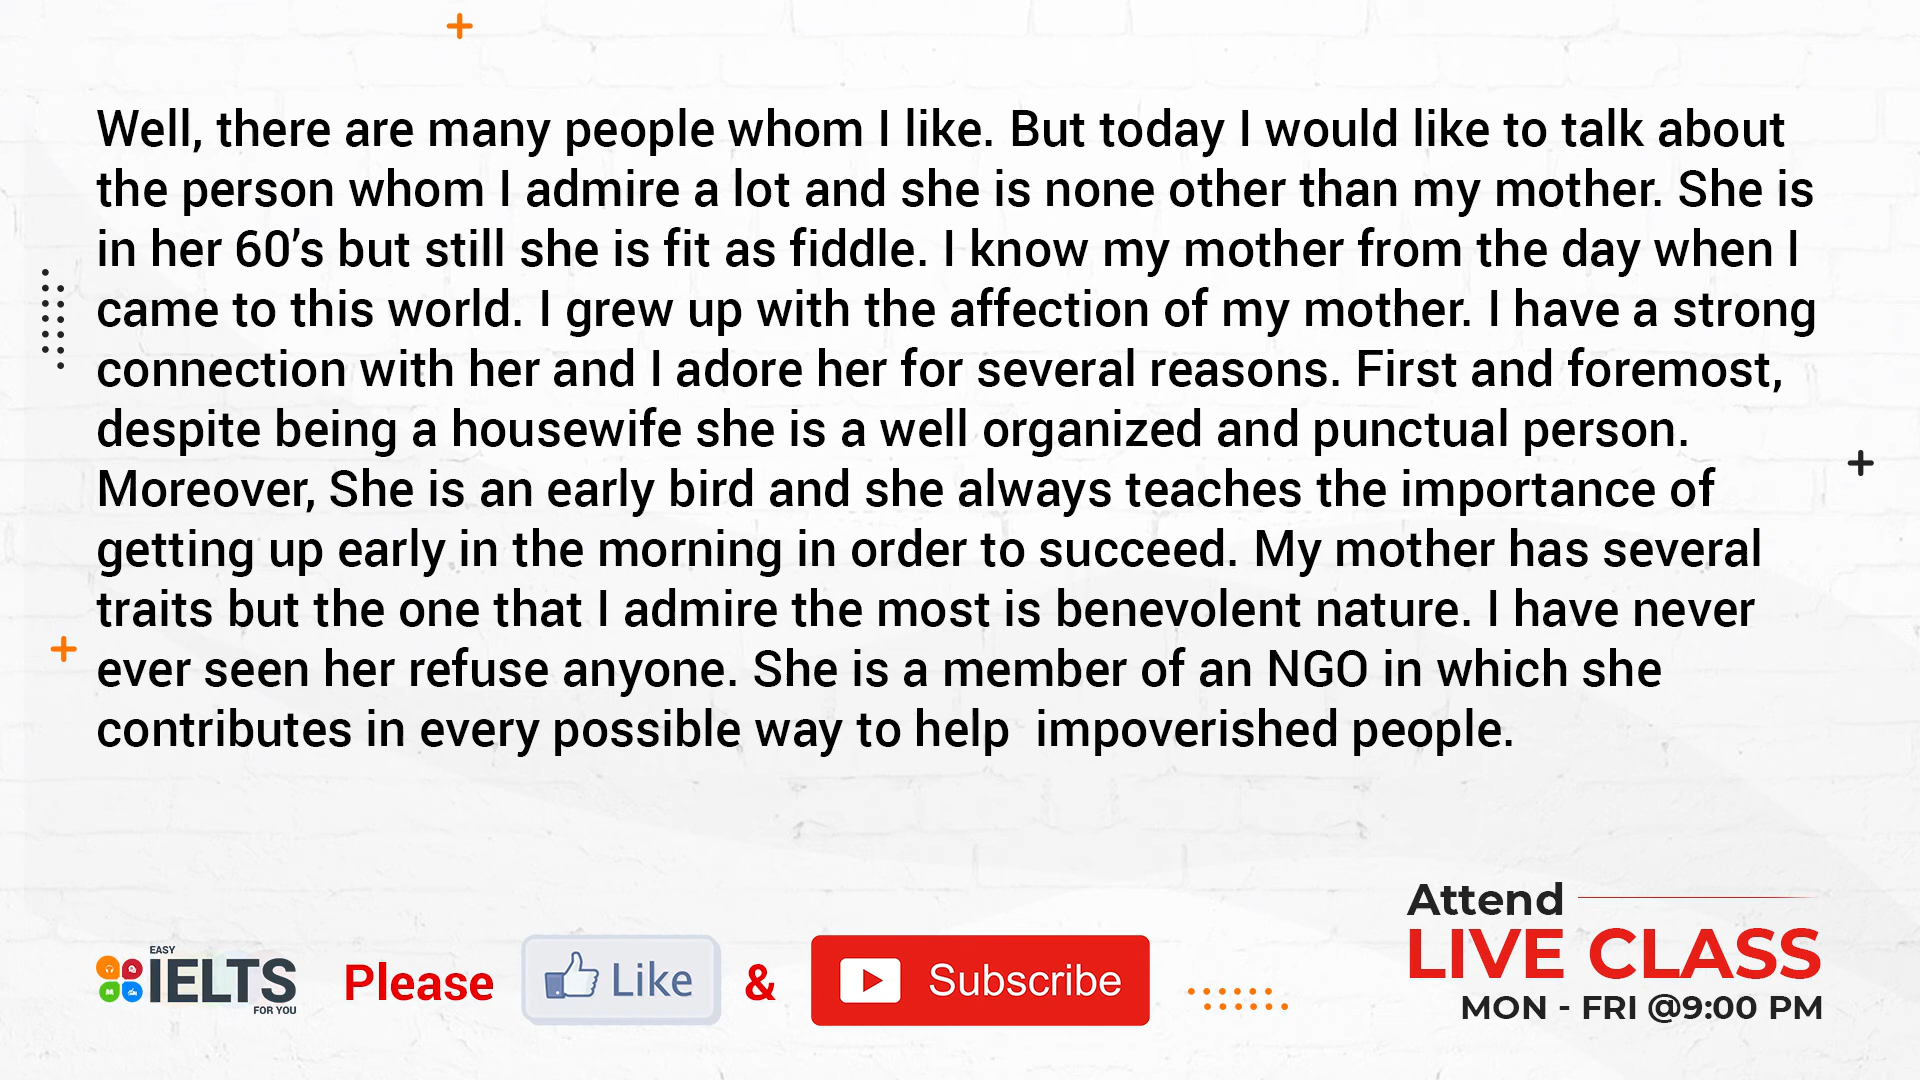 Well, there are many people whom I like. But today I would like to talk about
the person whom I admire a lot and she is none other than my mother. She is
in her 60’s but still she is fit as fiddle. I know my mother from the day when I
came to this world. I grew up with the affection of my mother. I have a strong
connection with her and I adore her for several reasons. First and foremost,
despite being a housewife she is a well organized and punctual person.
Moreover, She is an early bird and she always teaches the importance of
getting up early in the morning in order to succeed. My mother has several
traits but the one that I admire the most is benevolent nature. I have never
ever seen her refuse anyone. She is a member of an NGO in which she
contributes in every possible way to help  impoverished people.
EASY
IELTS
FOR YOU
Please Like & Subscribe
Attend
LIVE CLASS
MON - FRI @9:00 PM